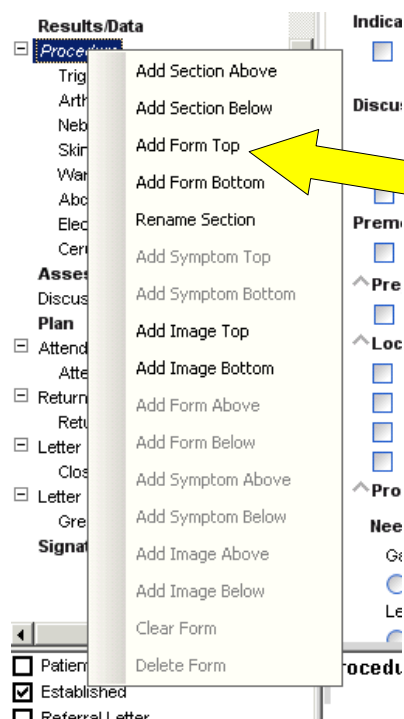 Results/Data
Procedure
Trig
Arth
Neb
Skin
War
Abc
Elec
Cer
Asses
Discus
Plan
Attend
Atte
Return
Retu
Letter
Clos
Letter
Gre
Signat
Add Section Above
Add Section Below
Add Form Top
Add Form Bottom
Rename Section
Add Symptom Top
Add Symptom Bottom
Add Image Top
Add Image Bottom
Add Form Above
Add Form Below
Add Symptom Above
Add Symptom Below
Add Image Above
Add Image Below
Clear Form
Delete Form
Indica
Discus
Preme
Pre
Loc
Pro
Nee
Ga
Le
Patien
Established
Referral Letter
rocedu